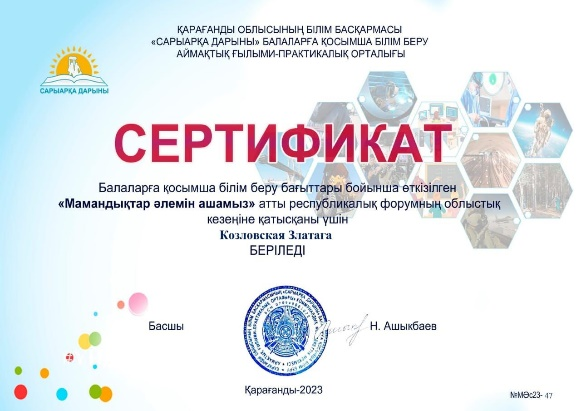 ҚАРАҒАНДЫ ОБЛЫСЫНЫҢ БІЛІМ БАСҚАРМАСЫ
«САРЫАРҚА ДАРЫНЫ» БАЛАЛАРҒА ҚОСЫМША БІЛІМ БЕРУ
АЙМАҚТЫҚ ҒЫЛЫМИ-ПРАКТИКАЛЫҚ ОРТАЛЫҒЫ
САРЫАРҚА ДАРЫНЫ
СЕРТИФИКАТ
Балаларға қосымша білім беру бағыттары бойынша өткізілген
«Мамандықтар әлемін ашамыз» атты республикалық форумның облыстық
кезеңіне қатысқаны үшін
Козловская Златаға
БЕРІЛЕДІ
Басшы
Н. Ашыкбаев
Қарағанды-2023
№МӘс23- 47